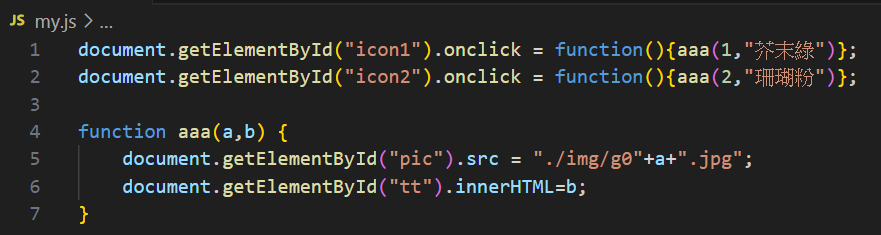 JS my.js > ...
1 document.getElementById("icon1").onclick = function(){aaa(1,"芥末綠")};
2 document.getElementById("icon2").onclick = function(){aaa(2,"珊瑚粉")};
3
4 function aaa(a,b) {
5     document.getElementById("pic").src = "./img/g0"+a+".jpg";
6     document.getElementById("tt").innerHTML=b;
7 }